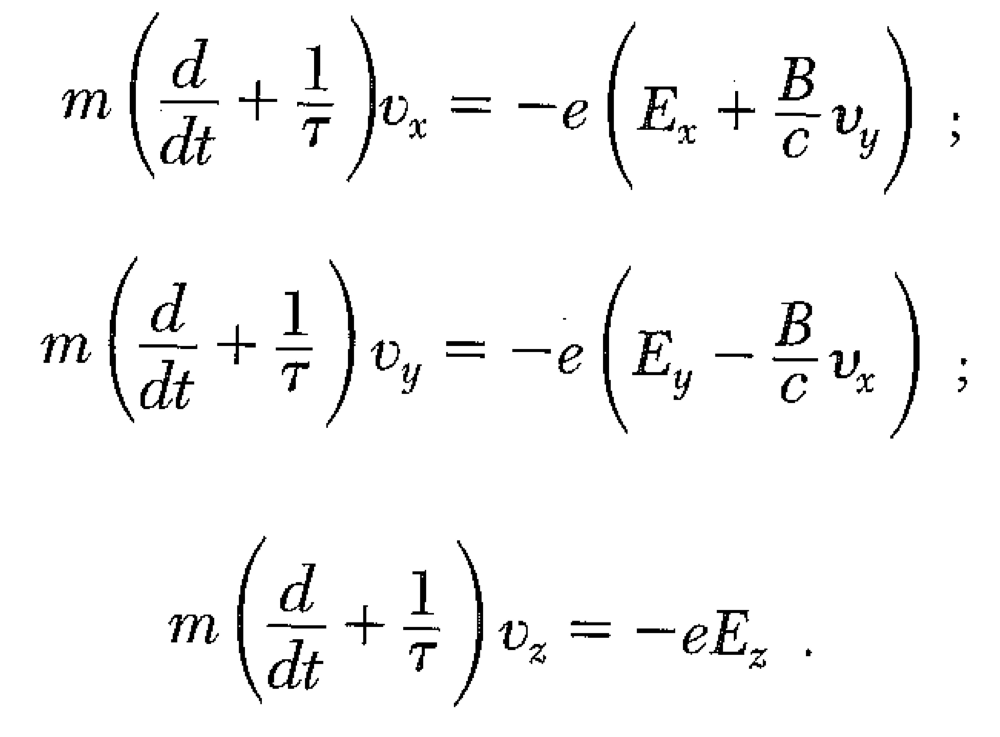 m(d/dt + 1/τ)v_x = −e(E_x + B/c v_y) ;
m(d/dt + 1/τ)v_y = −e(E_y − B/c v_x) ;
m(d/dt + 1/τ)v_z = −eE_z .